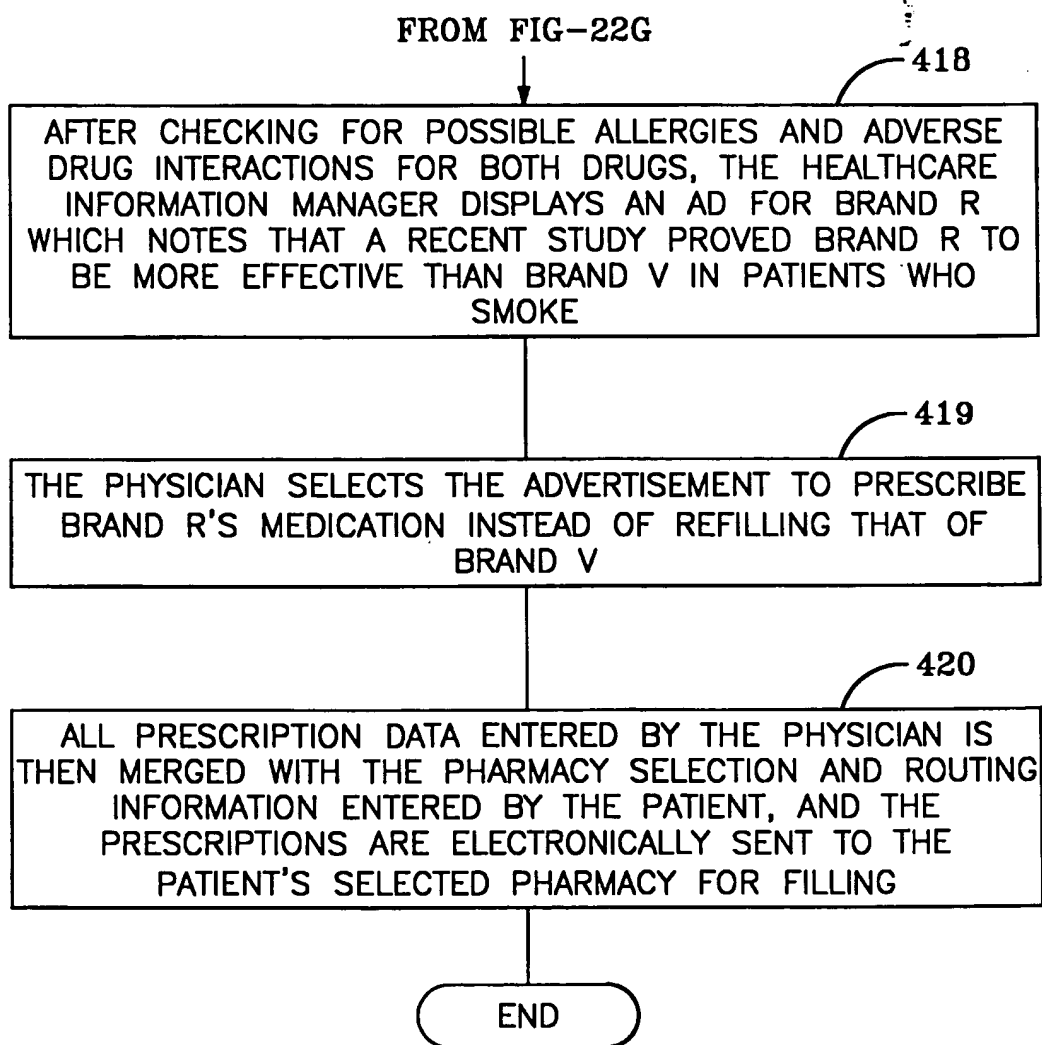 FROM FIG-22G
418
AFTER CHECKING FOR POSSIBLE ALLERGIES AND ADVERSE
DRUG INTERACTIONS FOR BOTH DRUGS, THE HEALTHCARE
INFORMATION MANAGER DISPLAYS AN AD FOR BRAND R
WHICH NOTES THAT A RECENT STUDY PROVED BRAND R TO
BE MORE EFFECTIVE THAN BRAND V IN PATIENTS WHO
SMOKE
419
THE PHYSICIAN SELECTS THE ADVERTISEMENT TO PRESCRIBE
BRAND R'S MEDICATION INSTEAD OF REFILLING THAT OF
BRAND V
420
ALL PRESCRIPTION DATA ENTERED BY THE PHYSICIAN IS
THEN MERGED WITH THE PHARMACY SELECTION AND ROUTING
INFORMATION ENTERED BY THE PATIENT, AND THE
PRESCRIPTIONS ARE ELECTRONICALLY SENT TO THE
PATIENT'S SELECTED PHARMACY FOR FILLING
END